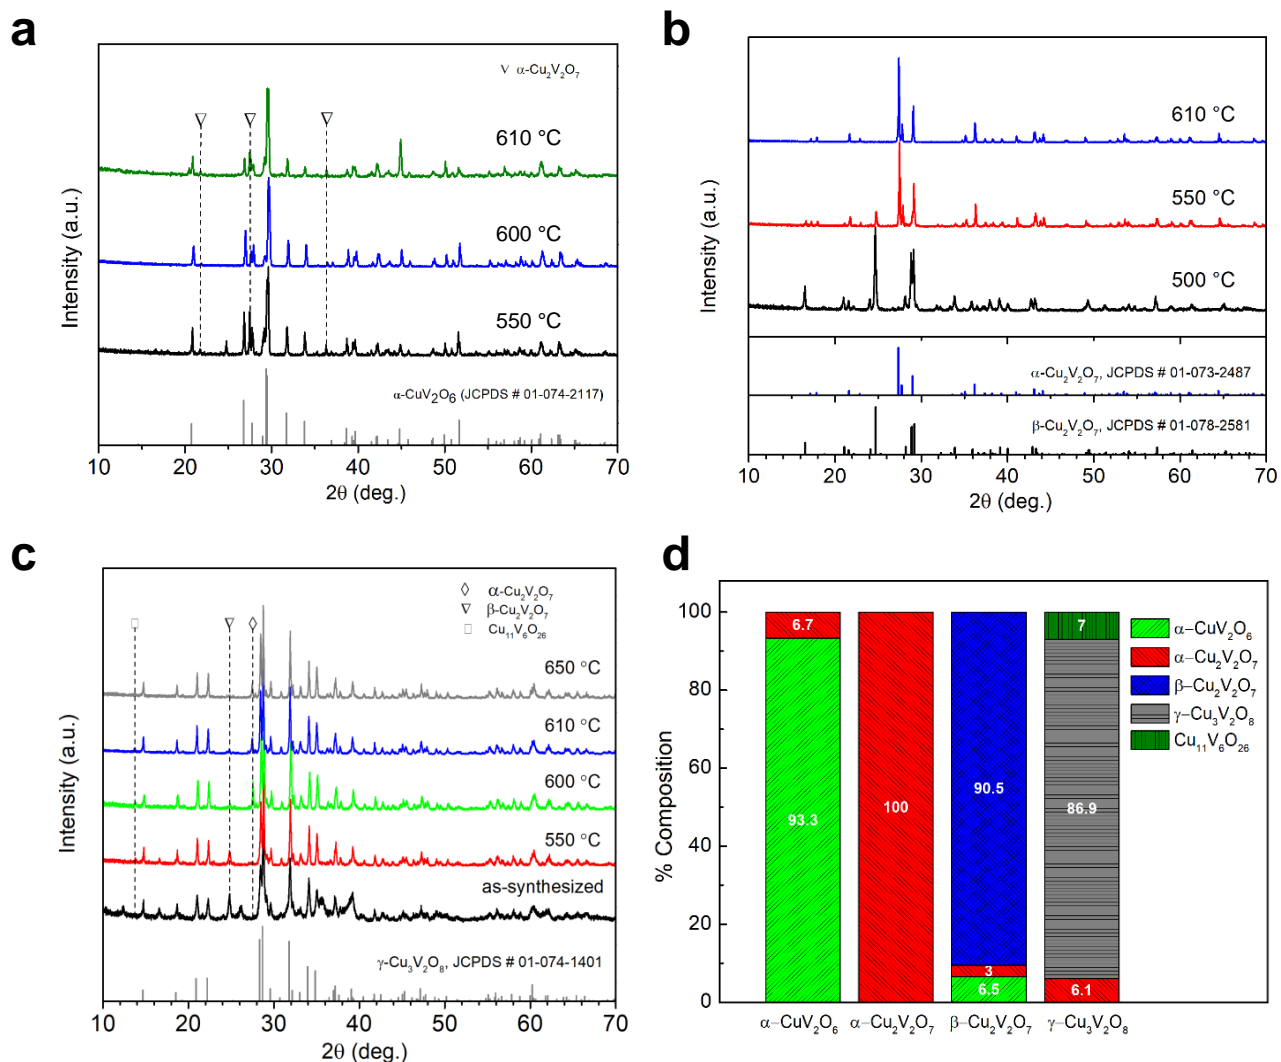 a
∇ α-Cu₂V₂O₇
610 °C
600 °C
550 °C
α-CuV₂O₆ (JCPDS # 01-074-2117)
Intensity (a.u.)
10 20 30 40 50 60 70
2θ (deg.)
b
610 °C
550 °C
500 °C
α-Cu₂V₂O₇, JCPDS # 01-073-2487
β-Cu₂V₂O₇, JCPDS # 01-078-2581
Intensity (a.u.)
10 20 30 40 50 60 70
2θ (deg.)
c
◇ α-Cu₂V₂O₇
▽ β-Cu₂V₂O₇
□ Cu₁₁V₆O₂₆
650 °C
610 °C
600 °C
550 °C
as-synthesized
γ-Cu₃V₂O₈, JCPDS # 01-074-1401
Intensity (a.u.)
10 20 30 40 50 60 70
2θ (deg.)
d
% Composition
100
80
60
40
20
0
6.7
93.3
100
90.5
3
6.5
7
86.9
6.1
α−CuV₂O₆
α−Cu₂V₂O₇
β−Cu₂V₂O₇
γ−Cu₃V₂O₈
Cu₁₁V₆O₂₆
α−CuV₂O₆ α−Cu₂V₂O₇ β−Cu₂V₂O₇ γ−Cu₃V₂O₈